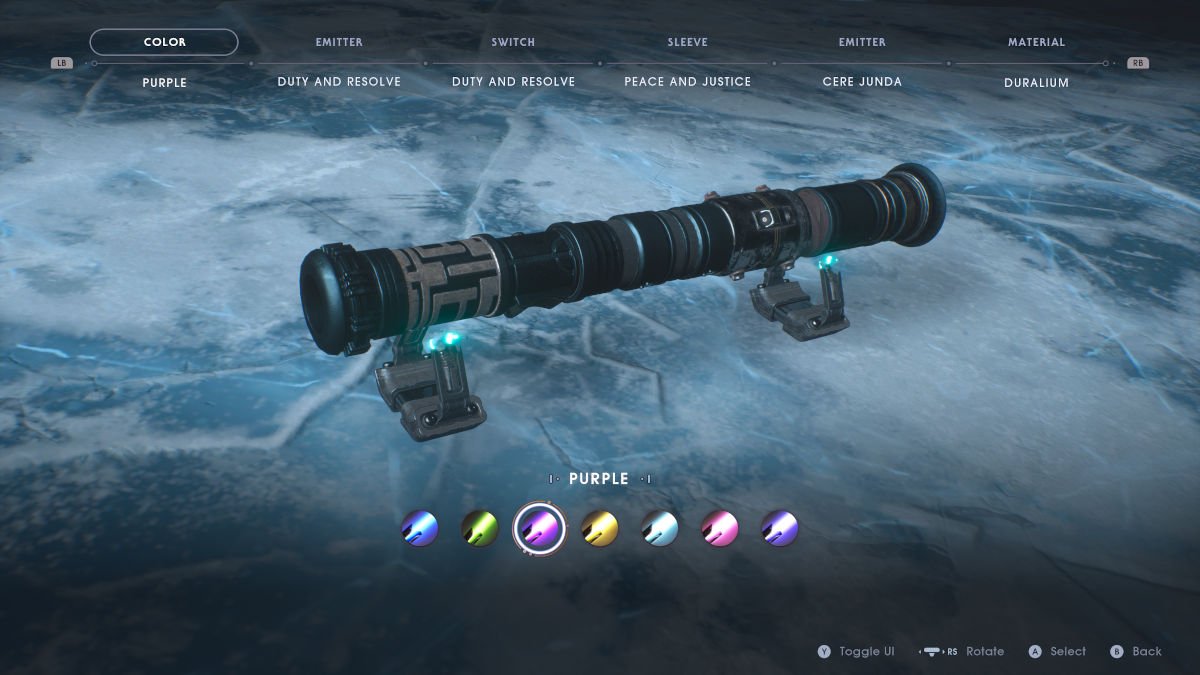 COLOR EMITTER SWITCH SLEEVE EMITTER MATERIAL
LB RB
PURPLE DUTY AND RESOLVE DUTY AND RESOLVE PEACE AND JUSTICE CERE JUNDA DURALIUM
PURPLE
Y Toggle UI RS Rotate A Select B Back